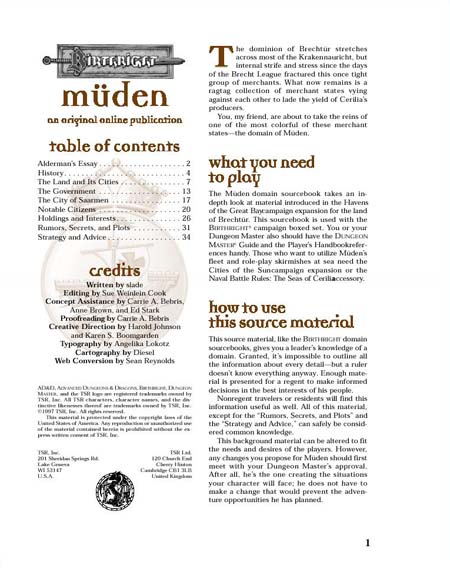 BIRTHRIGHT
müden
an original online publication
table of contents
Alderman's Essay . . . . . . . . . . . . . . . . . . . 2
History . . . . . . . . . . . . . . . . . . . . . . . . . . 4
The Land and Its Cities . . . . . . . . . . . . . . 7
The Government . . . . . . . . . . . . . . . . . . 13
The City of Saarmen . . . . . . . . . . . . . . . 17
Notable Citizens . . . . . . . . . . . . . . . . . . 20
Holdings and Interests . . . . . . . . . . . . . . 26
Rumors, Secrets, and Plots . . . . . . . . . . 31
Strategy and Advice . . . . . . . . . . . . . . . . 34
credits
Written by slade
Editing by Sue Weinlein Cook
Concept Assistance by Carrie A. Bebris,
Anne Brown, and Ed Stark
Proofreading by Carrie A. Bebris
Creative Direction by Harold Johnson
and Karen S. Boomgarden
Typography by Angelika Lokotz
Cartography by Diesel
Web Conversion by Sean Reynolds
AD&D, ADVANCED DUNGEONS & DRAGONS, BIRTHRIGHT, DUNGEON
MASTER, and the TSR logo are registered trademarks owned by
TSR, Inc. All TSR characters, character names, and the dis-
tinctive likenesses thereof are trademarks owned by TSR, Inc.
©1997 TSR, Inc. All rights reserved.
This material is protected under the copyright laws of the
United States of America. Any reproduction or unauthorized use
of the material contained herein is prohibited without the ex-
press written consent of TSR, Inc.
TSR, Inc.
201 Sheridan Springs Rd.
Lake Geneva
WI 53147
U.S.A.
TSR Ltd.
120 Church End
Cherry Hinton
Cambridge CB1 3LB
United Kingdom
The dominion of Brechtür stretches
across most of the Krakennauricht, but
internal strife and stress since the days
of the Brecht League fractured this once tight
group of merchants. What now remains is a
ragtag collection of merchant states vying
against each other to lade the yield of Cerilia's
producers.
You, my friend, are about to take the reins of
one of the most colorful of these merchant
states—the domain of Müden.
what you need
to play
The Müden domain sourcebook takes an in-
depth look at material introduced in the Havens
of the Great Bay campaign expansion for the land
of Brechtür. This sourcebook is used with the
BIRTHRIGHT® campaign boxed set. You or your
Dungeon Master also should have the DUNGEON
MASTER® Guide and the Player's Handbook refer-
ences handy. Those who want to utilize Müden's
fleet and role-play skirmishes at sea need the
Cities of the Sun campaign expansion or the
Naval Battle Rules: The Seas of Cerilia accessory.
how to use
this source material
This source material, like the BIRTHRIGHT domain
sourcebooks, gives you a leader's knowledge of a
domain. Granted, it's impossible to outline all
the information about every detail—but a ruler
doesn't know everything anyway. Enough mate-
rial is presented for a regent to make informed
decisions in the best interests of his people.
Nonregent travelers or residents will find this
information useful as well. All of this material,
except for the "Rumors, Secrets, and Plots" and
the "Strategy and Advice," can safely be consid-
ered common knowledge.
This background material can be altered to fit
the needs and desires of the players. However,
any changes you propose for Müden should first
meet with your Dungeon Master's approval.
After all, he's the one creating the situations
your character will face; he does not have to
make a change that would prevent the adven-
ture opportunities he has planned.
1